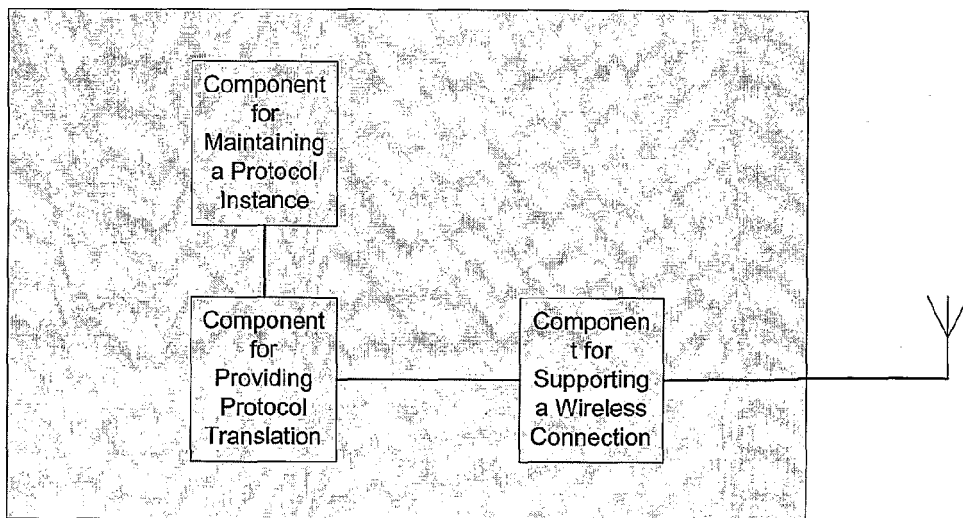 Component
for
Maintaining
a Protocol
Instance
Component
for
Providing
Protocol
Translation
Componen
t for
Supporting
a Wireless
Connection